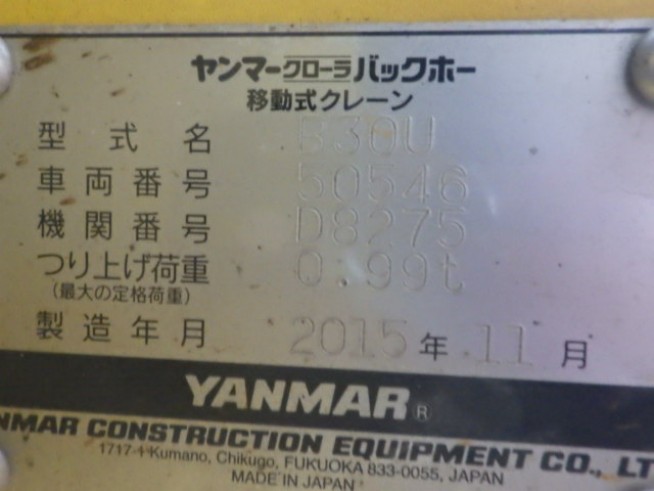 ヤンマークローラバックホー
移動式クレーン
型式名 B30U
車両番号 50546
機関番号 D8275
つり上げ荷重 0.99t
(最大の定格荷重)
製造年月 2015年11月
YANMAR®
NMAR CONSTRUCTION EQUIPMENT CO., LT
1717-1 Kumano, Chikugo, FUKUOKA 833-0055, JAPAN
MADE IN JAPAN